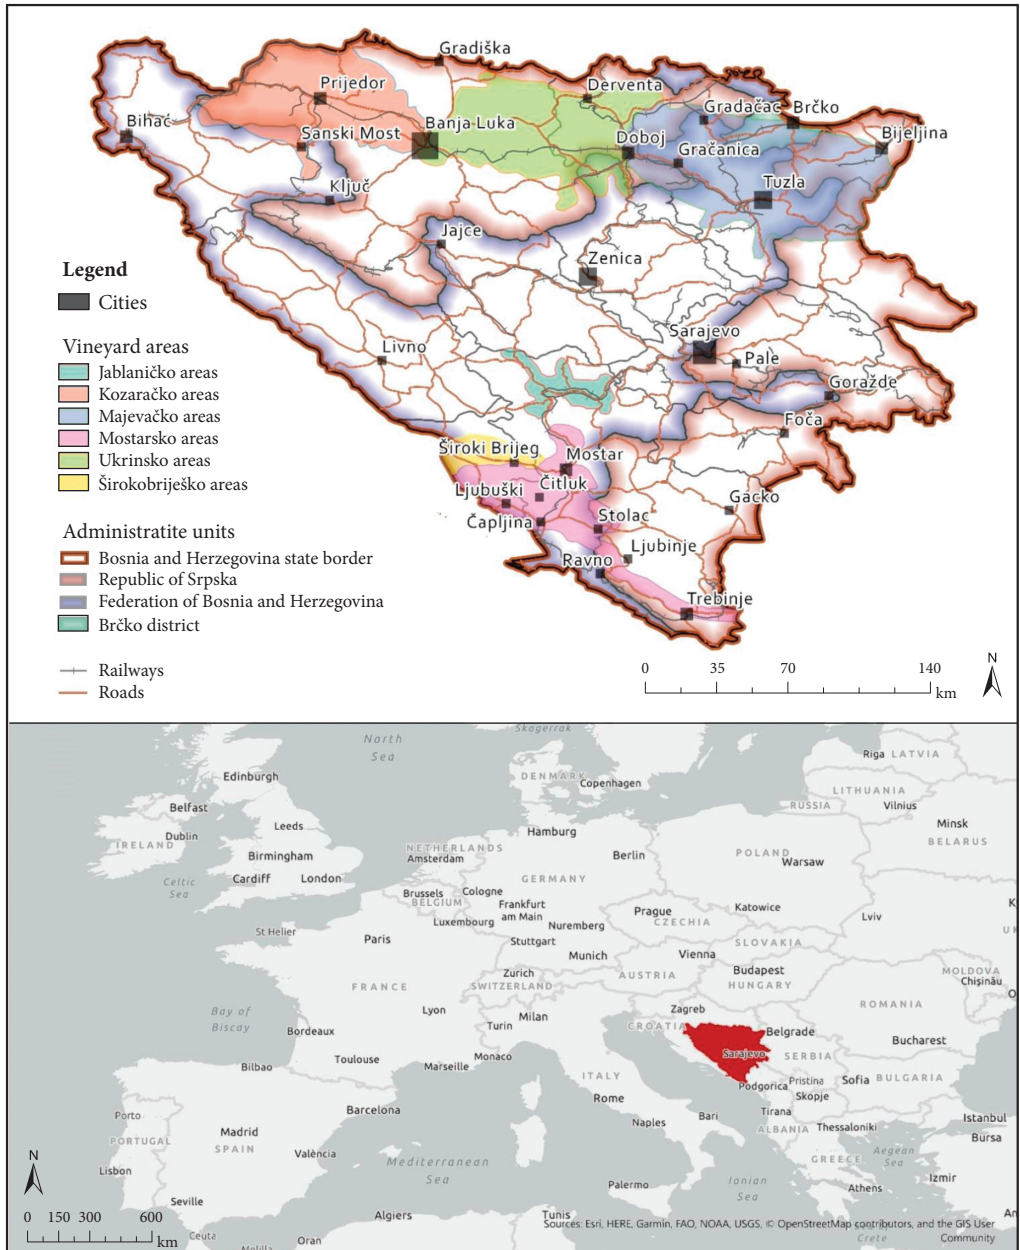 Gradiška
Prijedor
Derventa
Bihać
Sanski Most
Banja Luka
Gradačac
Brčko
Doboj
Gračanica
Bijeljina
Ključ
Tuzla
Jajce
Zenica
Livno
Sarajevo
Pale
Goražde
Foča
Široki Brijeg
Mostar
Ljubuški
Čitluk
Čapljina
Stolac
Gacko
Ravno
Ljubinje
Trebinje
Legend
Cities
Vineyard areas
Jablaničko areas
Kozaračko areas
Majevačko areas
Mostarsko areas
Ukrinsko areas
Širokobriješko areas
Administratite units
Bosnia and Herzegovina state border
Republic of Srpska
Federation of Bosnia and Herzegovina
Brčko district
Railways
Roads
0 35 70 140
km
N
North
Sea
Skagerrak
Riga LATVIA
Edinburgh
DENMARK
Copenhagen
LITHUANIA
RUSSIA
Vilnius
Belfast
Dublin
IRELAND
Leeds
Hamburg
Minsk
BELARUS
Birmingham
NETHERLANDS
Amsterdam
Berlin
POLAND
Warsaw
Celtic
Sea
Cardiff
London
Brussels
BELGIUM
Cologne
GERMANY
Frankfurt
am Main
Prague
CZECHIA
Katowice
Lviv
K
UK
St Helier
Paris
Luxembourg
Nuremberg
Stuttgart
Munich
Vienna
SLOVAKIA
Zurich
SWITZERLAND
AUSTRIA
Budapest
HUNGARY
MOLDOVA
Chișinău
O
FRANCE
ROMANIA
Bay of
Biscay
Lyon
Milan
Turin
Zagreb
CROATIA
Belgrade
Bucharest
Bordeaux
Sarajevo
SERBIA
Toulouse
Monaco
Marseille
Bilbao
ITALY
Rome
Podgorica
Pristina
Skopje
Sofia BULGARIA
Porto
Barcelona
Naples
Bari
Tirana
ALBANIA
Thessaloniki
Istanbul
Bursa
PORTUGAL
Madrid
SPAIN
València
Mediterranean
Sea
GREECE
Aegean
Sea
N
Lisbon
Palermo
Ionian
Sea
Athens
Izmir
Seville
Algiers
Tunis
An
0 150 300 600
km
Ceuta
Melilla
Oran
Sources: Esri, HERE, Garmin, FAO, NOAA, USGS, © OpenStreetMap contributors, and the GIS User
Community
Crete